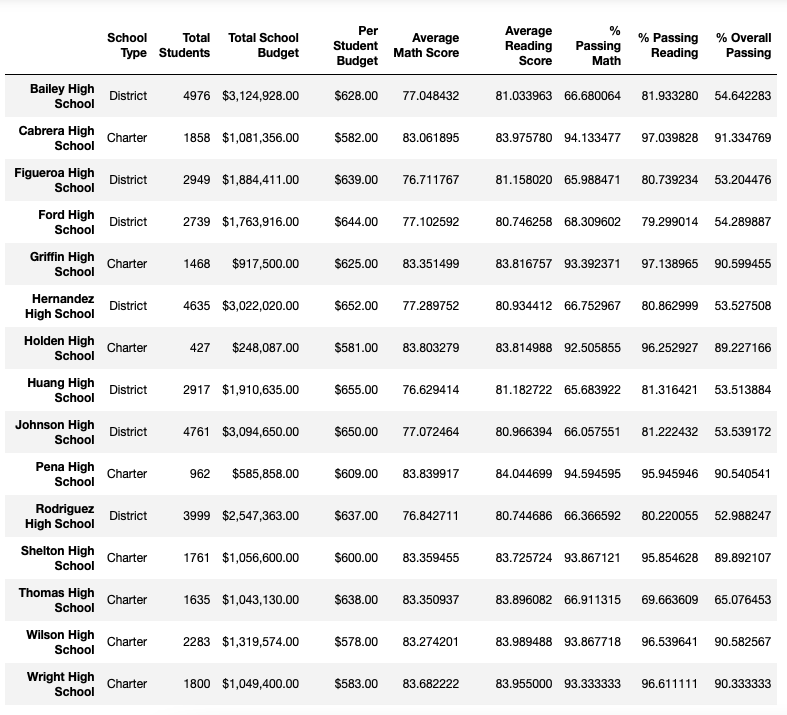 School Type Total Students Total School Budget Per Student Budget Average Math Score Average Reading Score % Passing Math % Passing Reading % Overall Passing
Bailey High School District 4976 $3,124,928.00 $628.00 77.048432 81.033963 66.680064 81.933280 54.642283
Cabrera High School Charter 1858 $1,081,356.00 $582.00 83.061895 83.975780 94.133477 97.039828 91.334769
Figueroa High School District 2949 $1,884,411.00 $639.00 76.711767 81.158020 65.988471 80.739234 53.204476
Ford High School District 2739 $1,763,916.00 $644.00 77.102592 80.746258 68.309602 79.299014 54.289887
Griffin High School Charter 1468 $917,500.00 $625.00 83.351499 83.816757 93.392371 97.138965 90.599455
Hernandez High School District 4635 $3,022,020.00 $652.00 77.289752 80.934412 66.752967 80.862999 53.527508
Holden High School Charter 427 $248,087.00 $581.00 83.803279 83.814988 92.505855 96.252927 89.227166
Huang High School District 2917 $1,910,635.00 $655.00 76.629414 81.182722 65.683922 81.316421 53.513884
Johnson High School District 4761 $3,094,650.00 $650.00 77.072464 80.966394 66.057551 81.222432 53.539172
Pena High School Charter 962 $585,858.00 $609.00 83.839917 84.044699 94.594595 95.945946 90.540541
Rodriguez High School District 3999 $2,547,363.00 $637.00 76.842711 80.744686 66.366592 80.220055 52.988247
Shelton High School Charter 1761 $1,056,600.00 $600.00 83.359455 83.725724 93.867121 95.854628 89.892107
Thomas High School Charter 1635 $1,043,130.00 $638.00 83.350937 83.896082 66.911315 69.663609 65.076453
Wilson High School Charter 2283 $1,319,574.00 $578.00 83.274201 83.989488 93.867718 96.539641 90.582567
Wright High School Charter 1800 $1,049,400.00 $583.00 83.682222 83.955000 93.333333 96.611111 90.333333